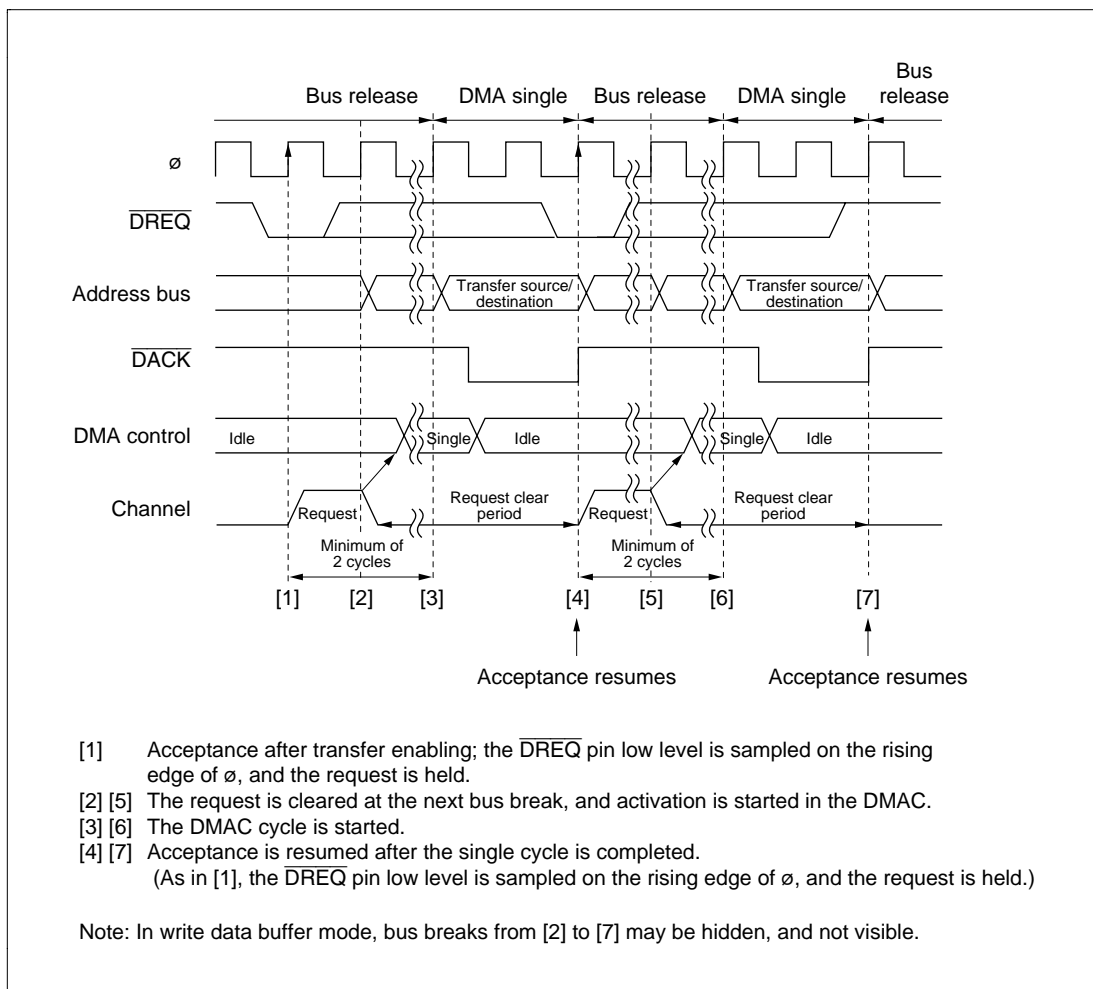 Bus release
DMA single
Bus release
DMA single
Bus
release
ø
DREQ
Address bus
Transfer source/
destination
Transfer source/
destination
DACK
DMA control
Idle
Single
Idle
Single
Idle
Channel
Request
Request clear
period
Request
Request clear
period
Minimum of
2 cycles
Minimum of
2 cycles
[1]
[2]
[3]
[4]
[5]
[6]
[7]
Acceptance resumes
Acceptance resumes
[1] Acceptance after transfer enabling; the DREQ pin low level is sampled on the rising
edge of ø, and the request is held.
[2] [5] The request is cleared at the next bus break, and activation is started in the DMAC.
[3] [6] The DMAC cycle is started.
[4] [7] Acceptance is resumed after the single cycle is completed.
(As in [1], the DREQ pin low level is sampled on the rising edge of ø, and the request is held.)
Note: In write data buffer mode, bus breaks from [2] to [7] may be hidden, and not visible.